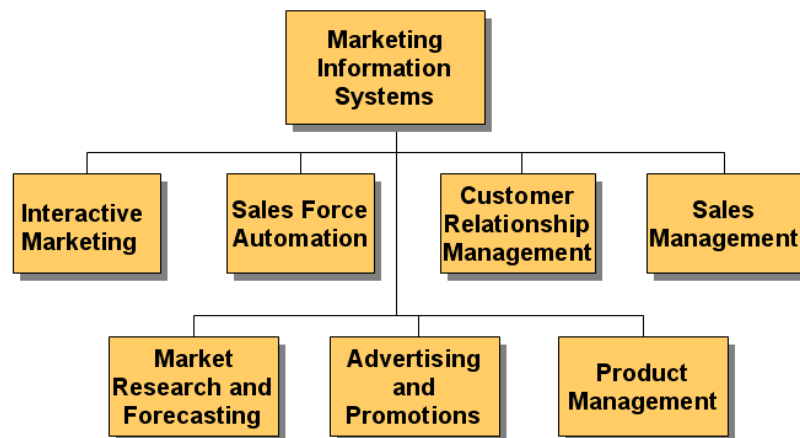 Marketing
Information
Systems
Interactive
Marketing
Sales Force
Automation
Customer
Relationship
Management
Sales
Management
Market
Research and
Forecasting
Advertising
and
Promotions
Product
Management